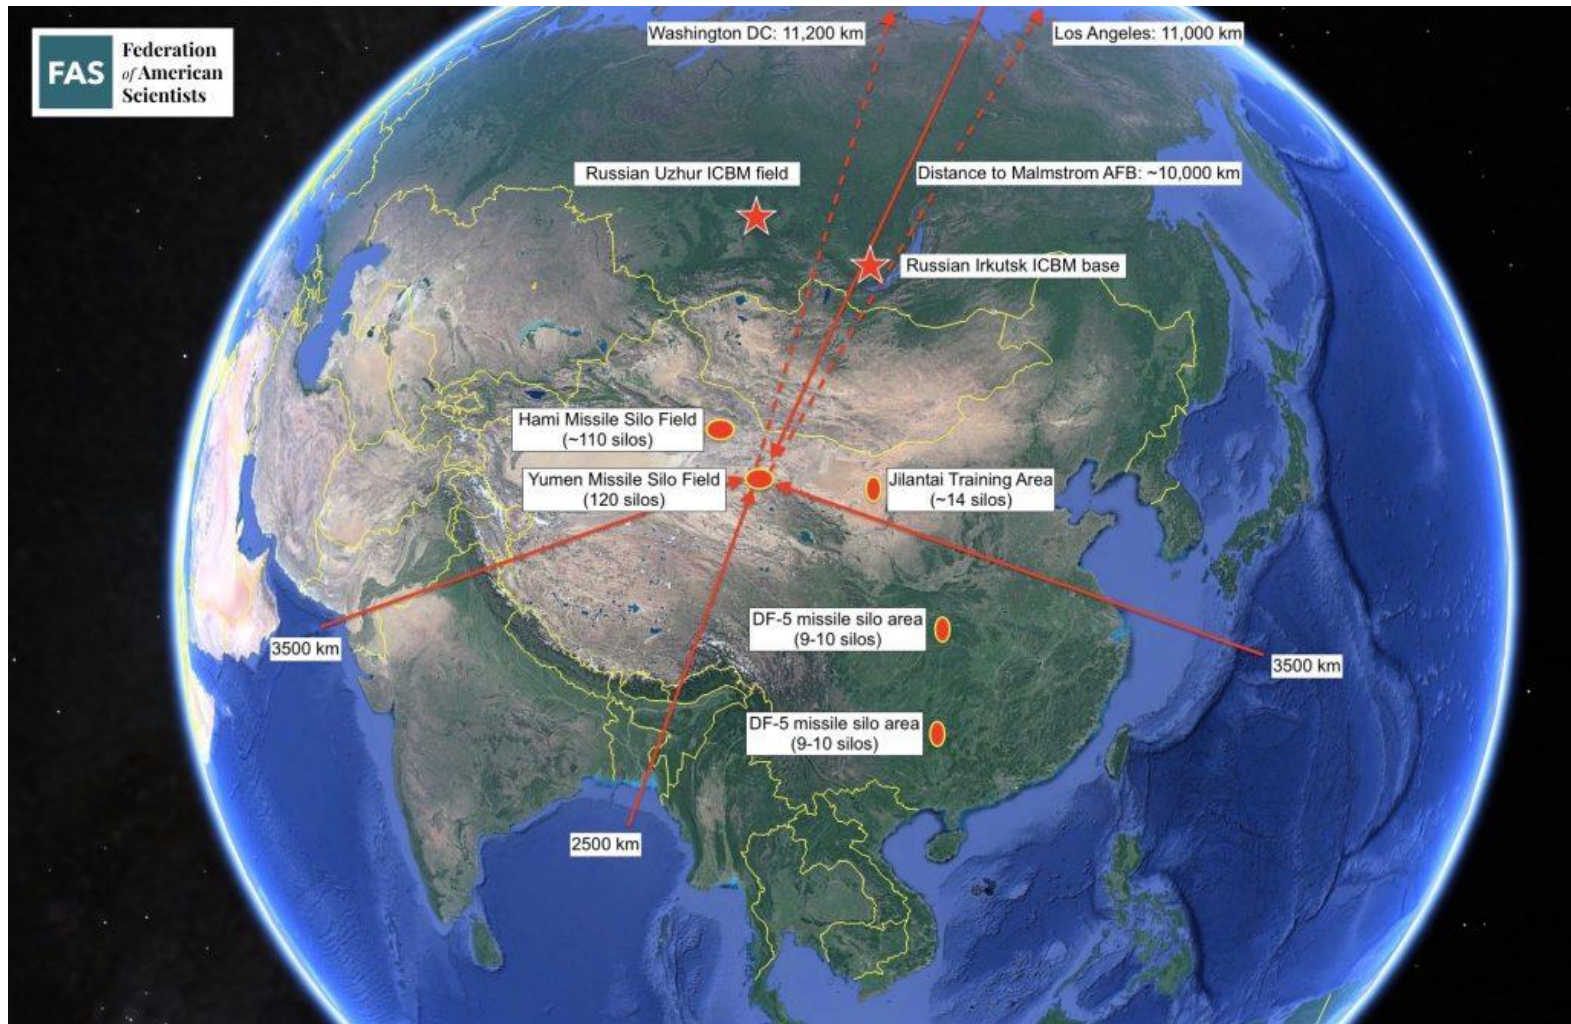 FAS
Federation
of American
Scientists
Washington DC: 11,200 km
Los Angeles: 11,000 km
Russian Uzhur ICBM field
Distance to Malmstrom AFB: ~10,000 km
Russian Irkutsk ICBM base
Hami Missile Silo Field
(~110 silos)
Yumen Missile Silo Field
(120 silos)
Jilantai Training Area
(~14 silos)
DF-5 missile silo area
(9-10 silos)
3500 km
3500 km
DF-5 missile silo area
(9-10 silos)
2500 km